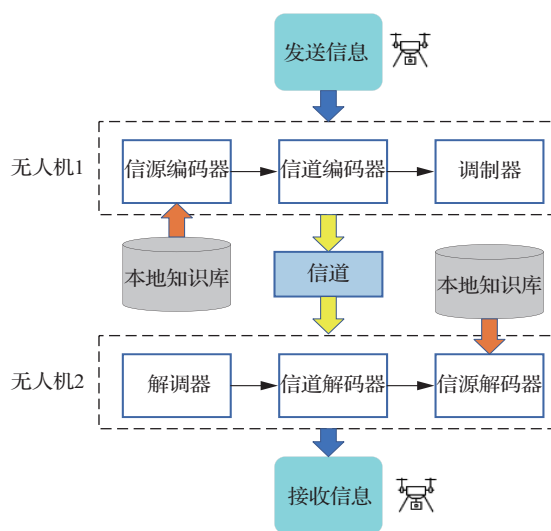 发送信息
无人机1
信源编码器
信道编码器
调制器
本地知识库
信道
本地知识库
无人机2
解调器
信道解码器
信源解码器
接收信息